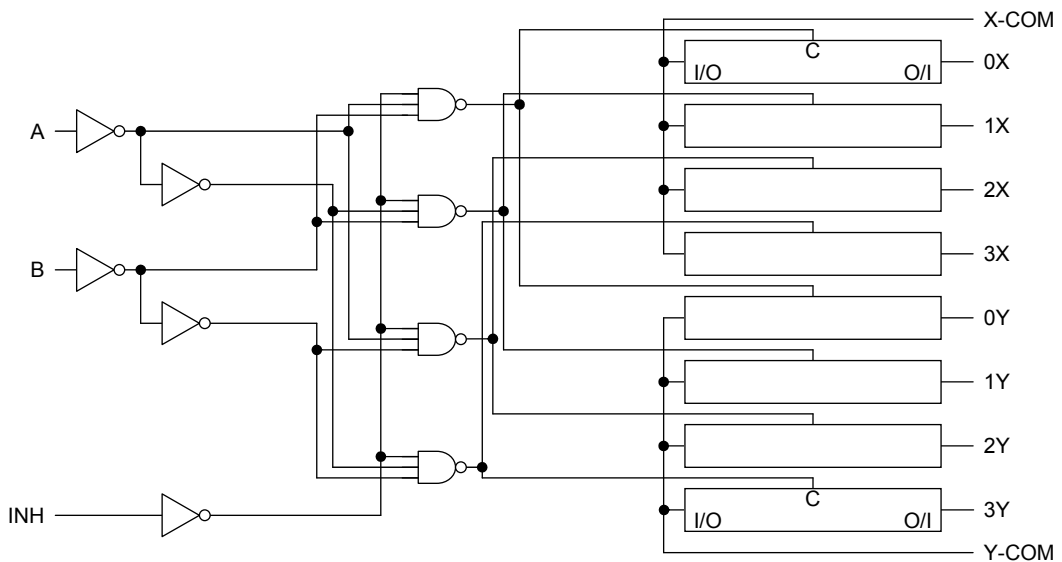 X-COM
C
I/O O/I 0X
A
1X
2X
3X
B
0Y
1Y
2Y
C
INH
I/O O/I 3Y
Y-COM